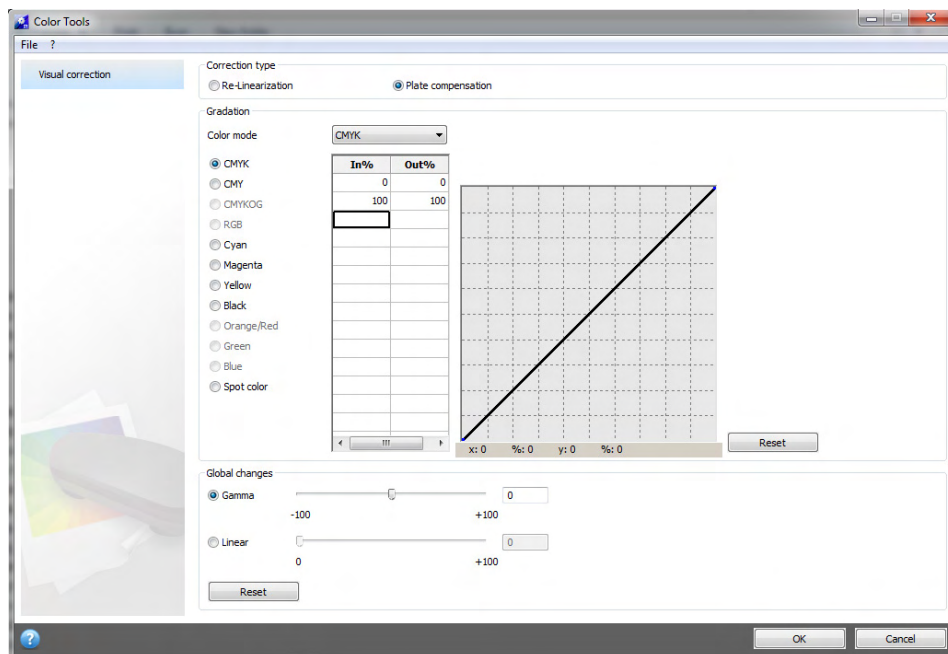 Color Tools
File ?
Visual correction
Correction type
Re-Linearization
Plate compensation
Gradation
Color mode
CMYK
CMYK
CMY
CMYKOG
RGB
Cyan
Magenta
Yellow
Black
Orange/Red
Green
Blue
Spot color
In% Out%
0 0
100 100
x: 0 %: 0 y: 0 %: 0
Reset
Global changes
Gamma
0
-100 +100
Linear
0
0 +100
Reset
?
OK
Cancel